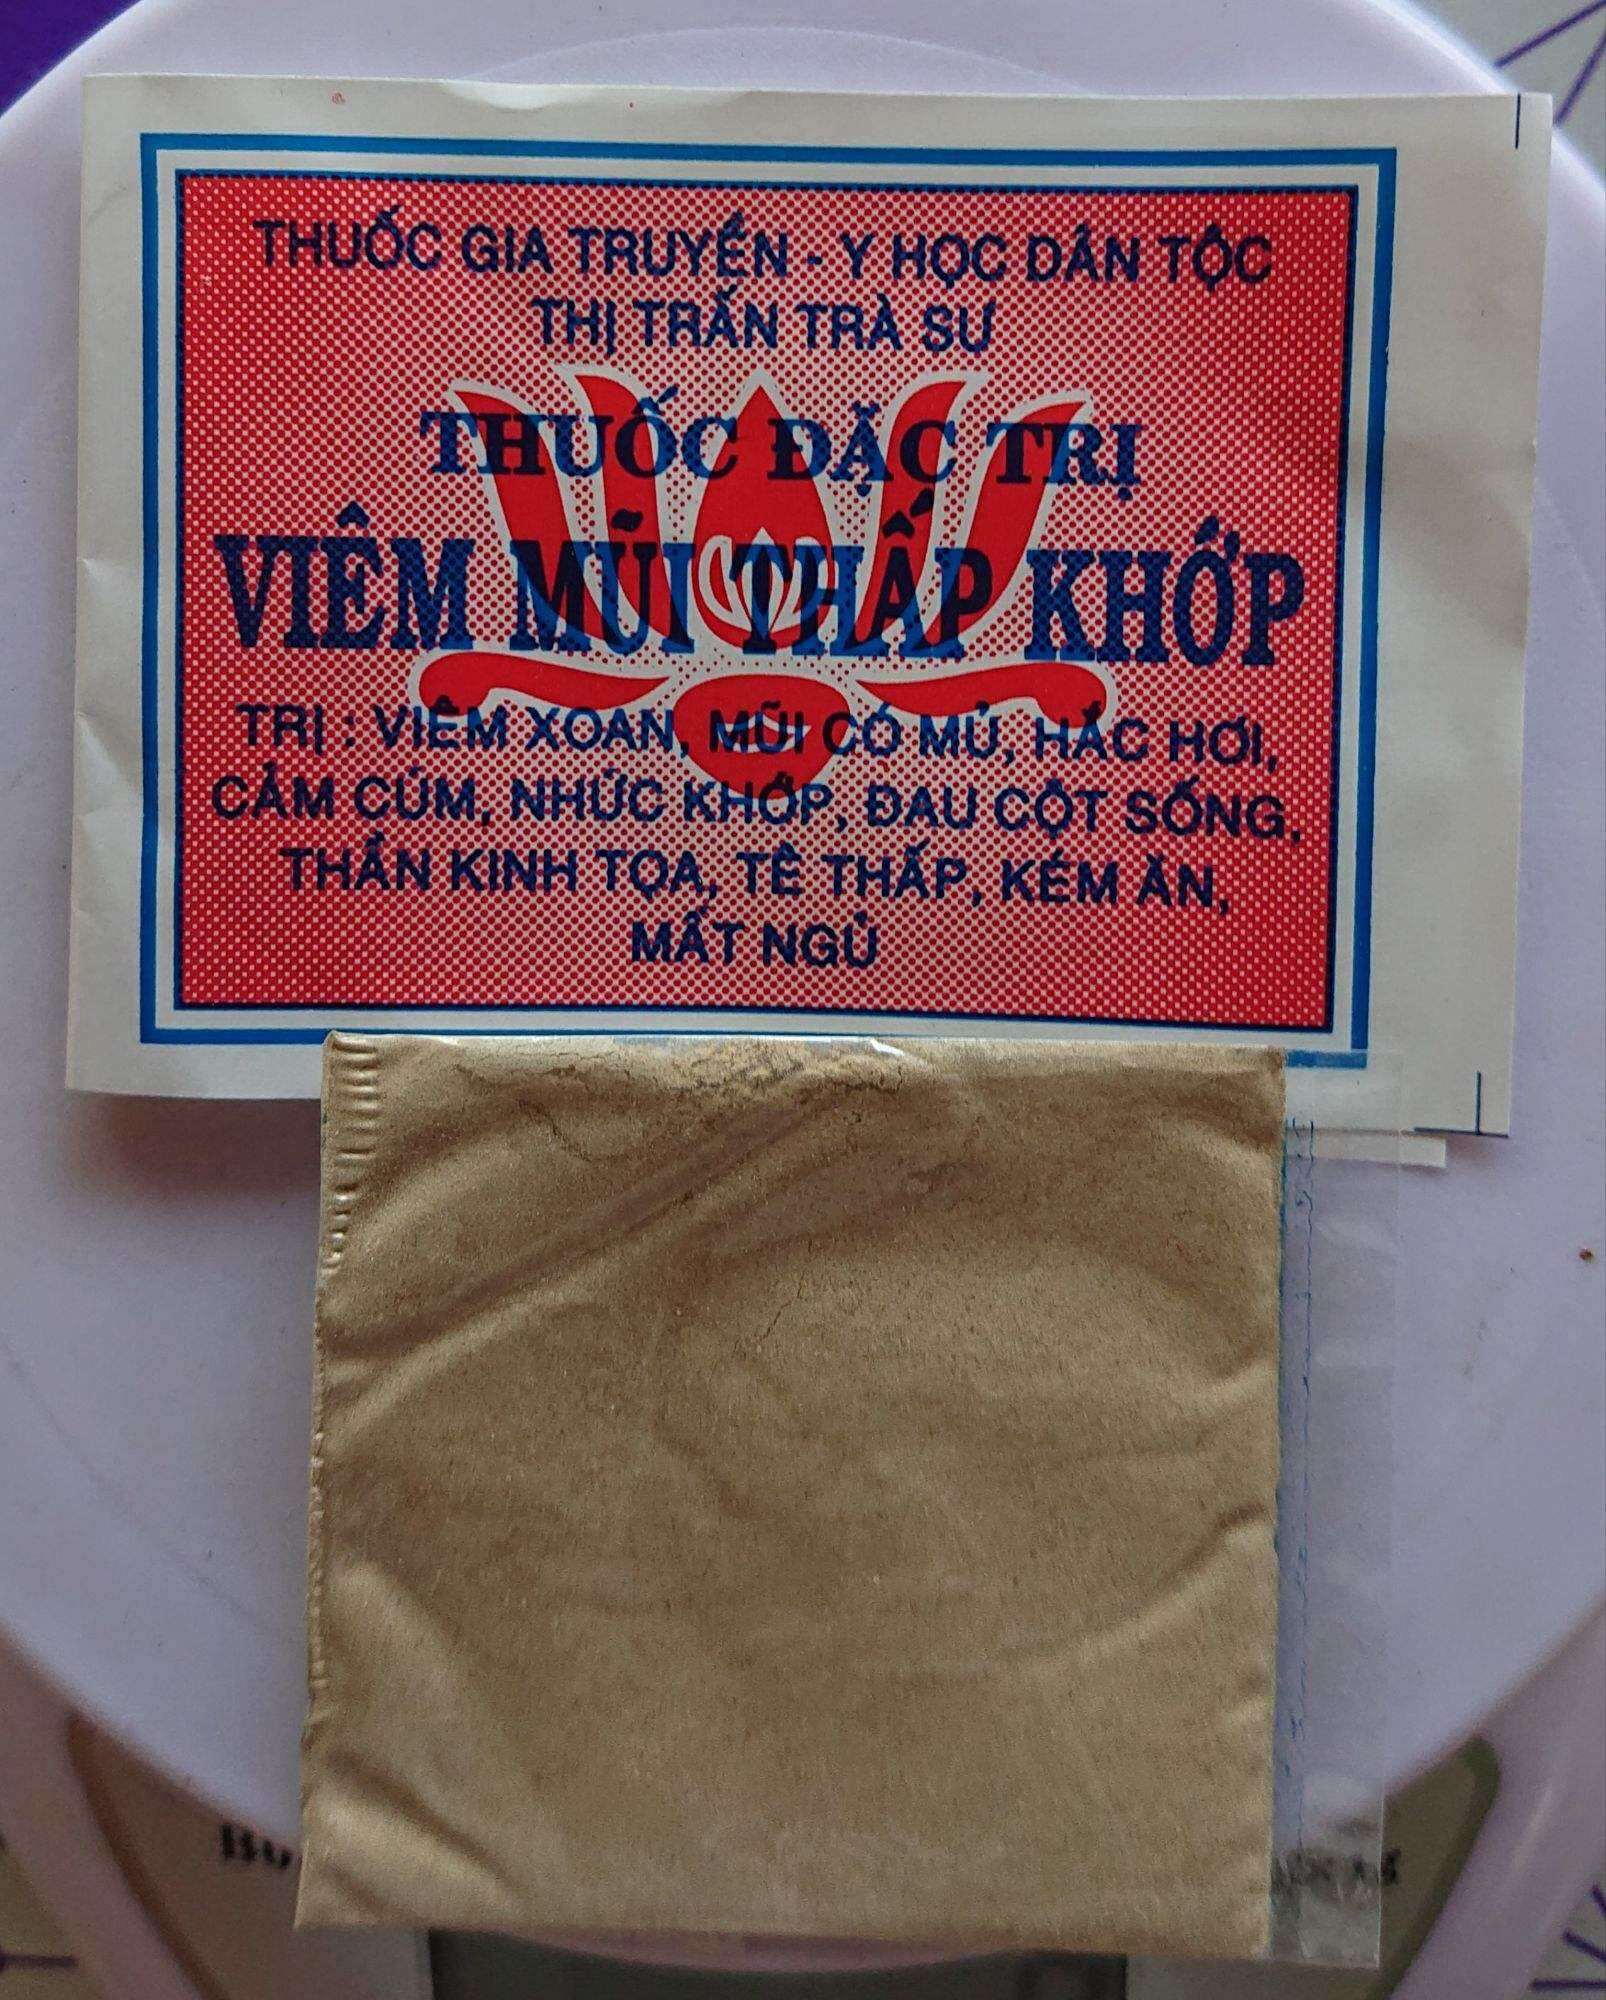 THUỐC GIA TRUYỀN - Y HỌC DÂN TỘC
THỊ TRẤN TRÀ SƯ
THUỐC ĐẶC TRỊ
VIÊM MŨI THẤP KHỚP
TRỊ : VIÊM XOAN, MŨI CÓ MỦ, HẮC HƠI,
CẢM CÚM, NHỨC KHỚP, ĐAU CỘT SỐNG,
THẦN KINH TỌA, TÊ THẤP, KÉM ĂN,
MẤT NGỦ